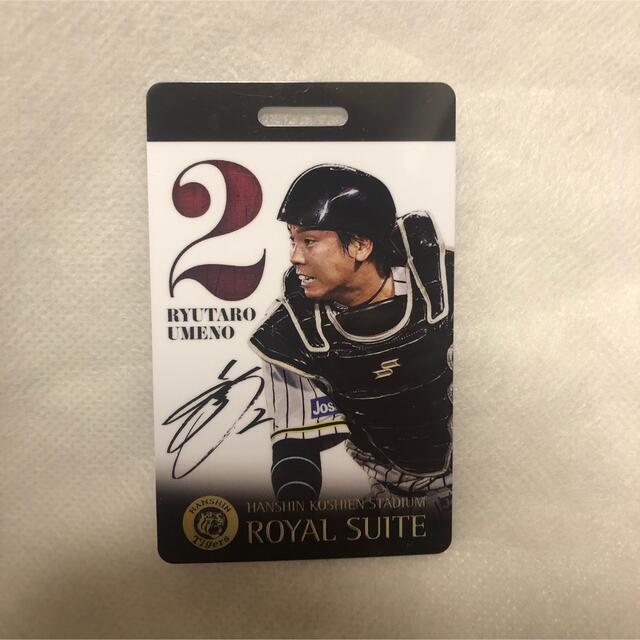 2
RYUTARO
UMENO
Jos
HANSHIN
Tigers
HANSHIN KOSHIEN STADIUM
ROYAL SUITE